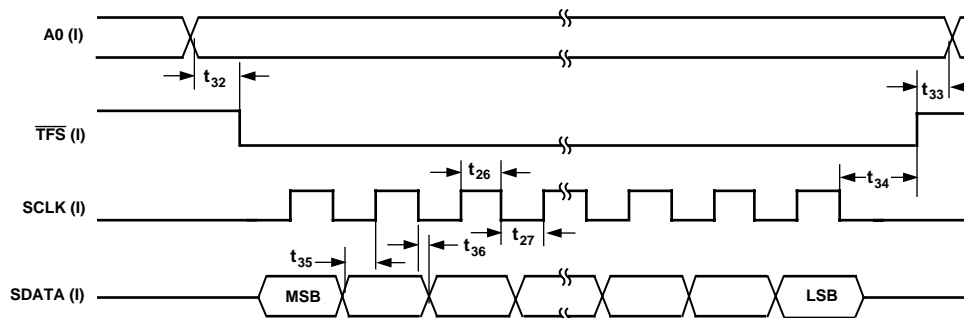 A0 (I)
t32
t33
TFS (I)
t26
t34
SCLK (I)
t27
t36
t35
SDATA (I)
MSB
LSB